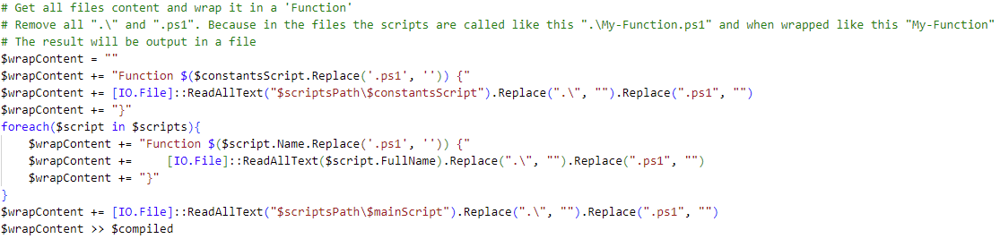 # Get all files content and wrap it in a 'Function'
# Remove all ".\" and ".ps1". Because in the files the scripts are called like this ".\My-Function.ps1" and when wrapped like this "My-Function"
# The result will be output in a file
$wrapContent = ""
$wrapContent += "Function $($constantsScript.Replace('.ps1', '')) {"
$wrapContent += [IO.File]::ReadAllText("$scriptsPath\$constantsScript").Replace(".\", "").Replace(".ps1", "")
$wrapContent += "}"
foreach($script in $scripts){
    $wrapContent += "Function $($script.Name.Replace('.ps1', '')) {"
    $wrapContent +=     [IO.File]::ReadAllText($script.FullName).Replace(".\", "").Replace(".ps1", "")
    $wrapContent += "}"
}
$wrapContent += [IO.File]::ReadAllText("$scriptsPath\$mainScript").Replace(".\", "").Replace(".ps1", "")
$wrapContent >> $compiled